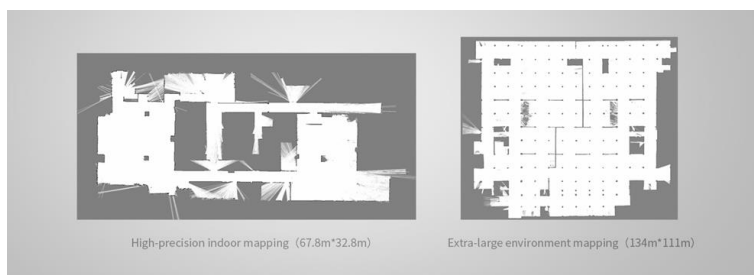 High-precision indoor mapping（67.8m*32.8m）
Extra-large environment mapping（134m*111m）